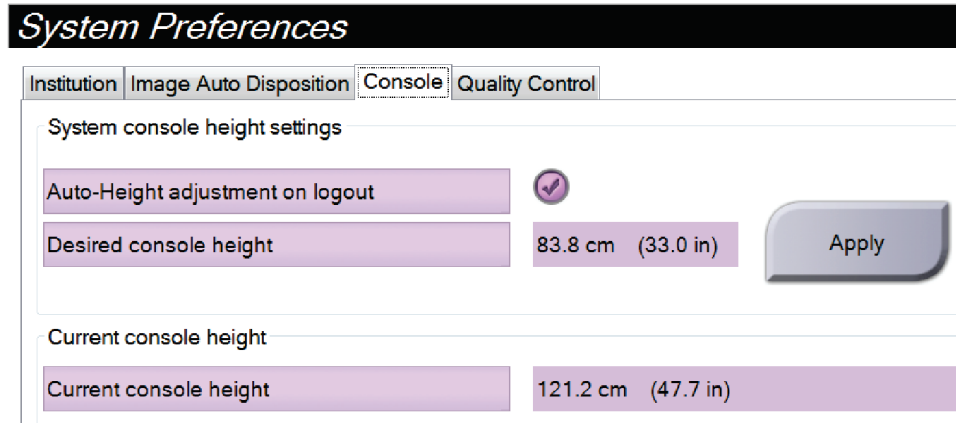 System Preferences
Institution Image Auto Disposition Console Quality Control
System console height settings
Auto-Height adjustment on logout
Desired console height 83.8 cm (33.0 in) Apply
Current console height
Current console height 121.2 cm (47.7 in)